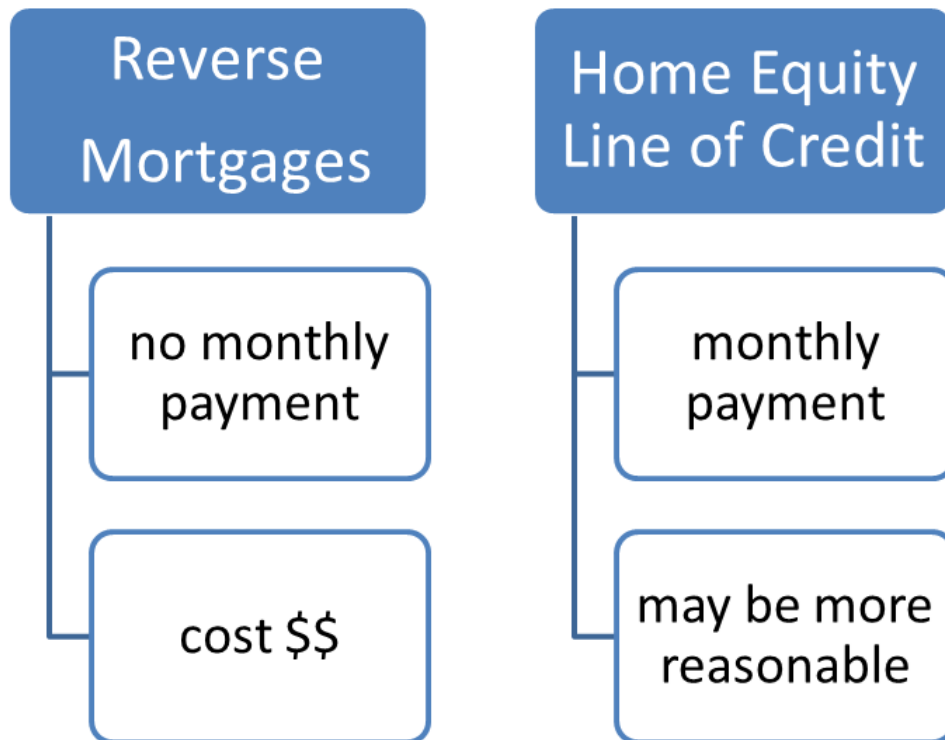 Reverse
Mortgages
no monthly
payment
cost $$
Home Equity
Line of Credit
monthly
payment
may be more
reasonable